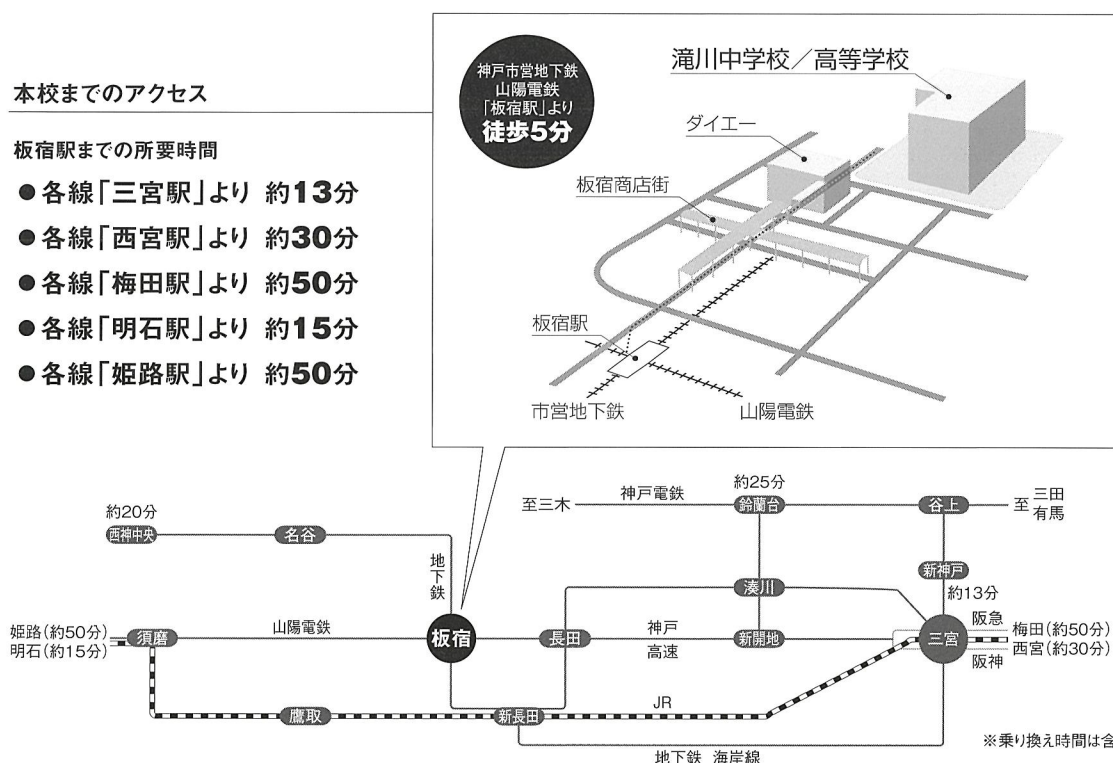 本校までのアクセス
板宿駅までの所要時間
●各線「三宮駅」より 約13分
●各線「西宮駅」より 約30分
●各線「梅田駅」より 約50分
●各線「明石駅」より 約15分
●各線「姫路駅」より 約50分
神戸市営地下鉄
山陽電鉄
「板宿駅」より
徒歩5分
滝川中学校／高等学校
ダイエー
板宿商店街
板宿駅
市営地下鉄
山陽電鉄
約20分
西神中央
名谷
地下鉄
至三木
神戸電鉄
約25分
鈴蘭台
谷上
至 三田
有馬
新神戸
約13分
湊川
姫路(約50分)
明石(約15分)
須磨
山陽電鉄
板宿
長田
神戸
高速
新開地
三宮
阪急
阪神
梅田(約50分)
西宮(約30分)
鷹取
新長田
JR
地下鉄 海岸線
※乗り換え時間は含